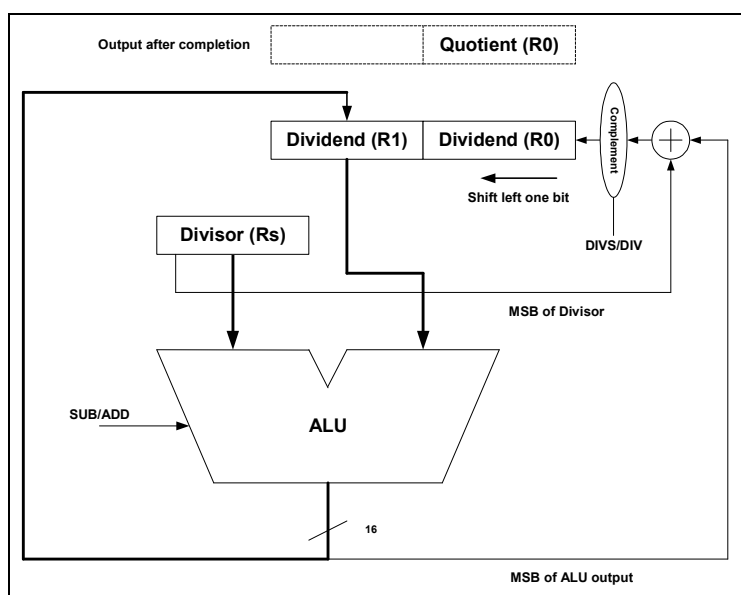 Output after completion
Quotient (R0)
Dividend (R1)
Dividend (R0)
Complement
Shift left one bit
Divisor (Rs)
DIVS/DIV
MSB of Divisor
SUB/ADD
ALU
16
MSB of ALU output